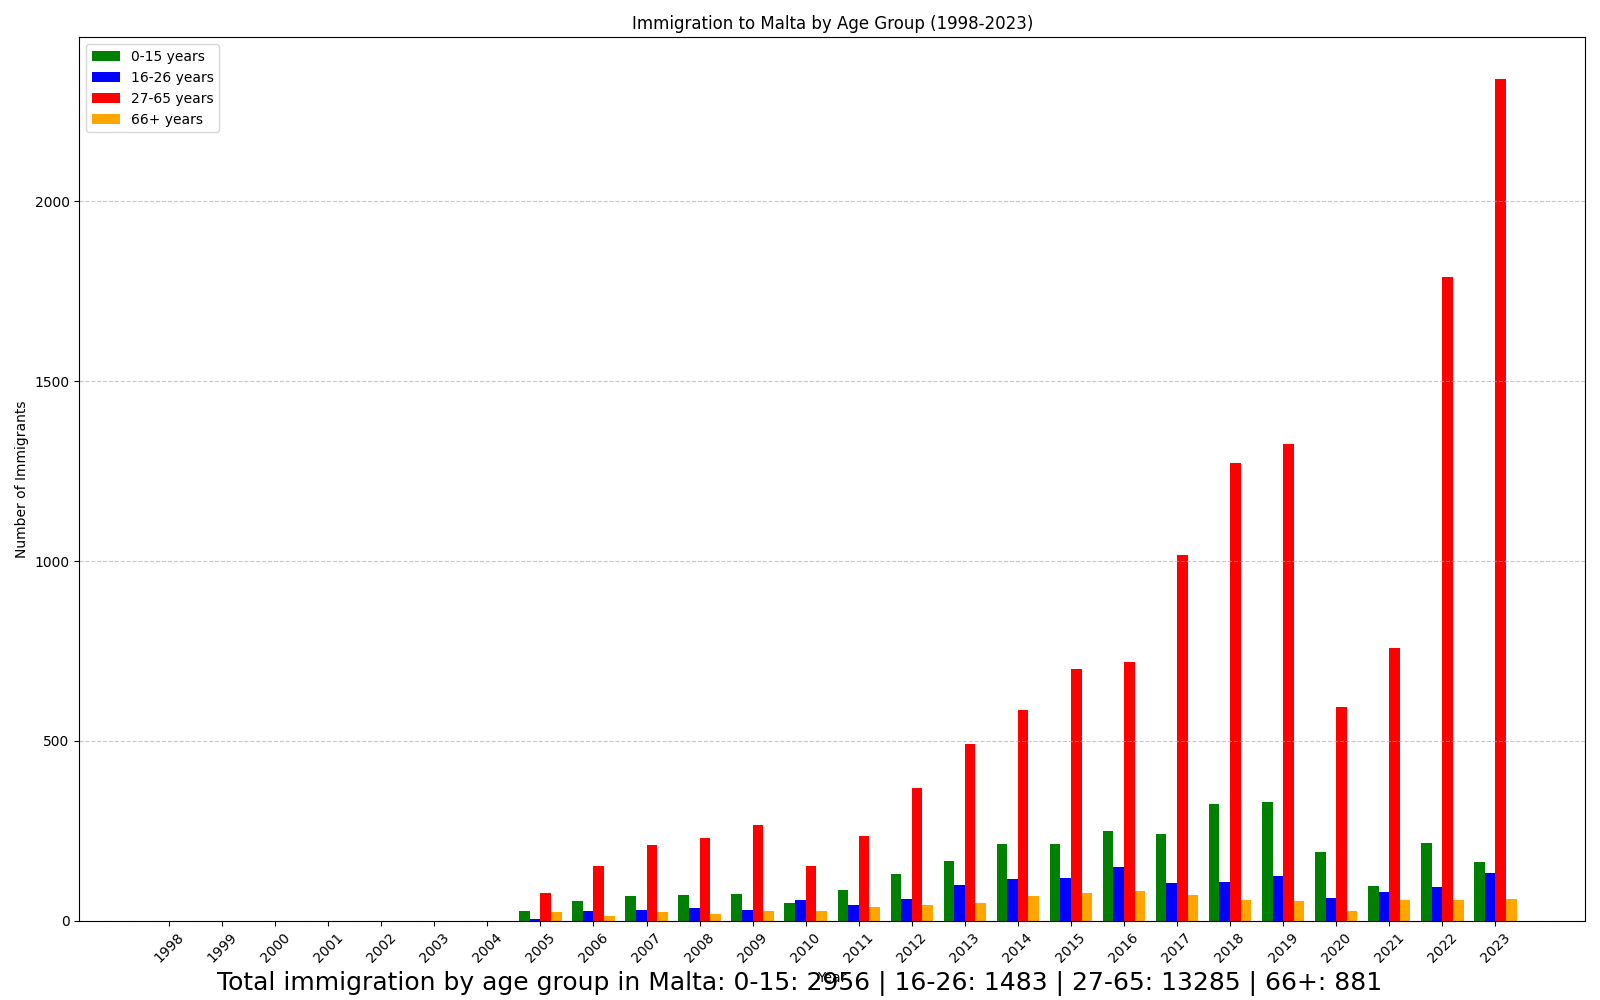 Immigration to Malta by Age Group (1998-2023)
0-15 years
16-26 years
27-65 years
66+ years
Number of Immigrants
2000
1500
1000
500
0
1998 1999 2000 2001 2002 2003 2004 2005 2006 2007 2008 2009 2010 2011 2012 2013 2014 2015 2016 2017 2018 2019 2020 2021 2022 2023
Year
Total immigration by age group in Malta: 0-15: 2956 | 16-26: 1483 | 27-65: 13285 | 66+: 881